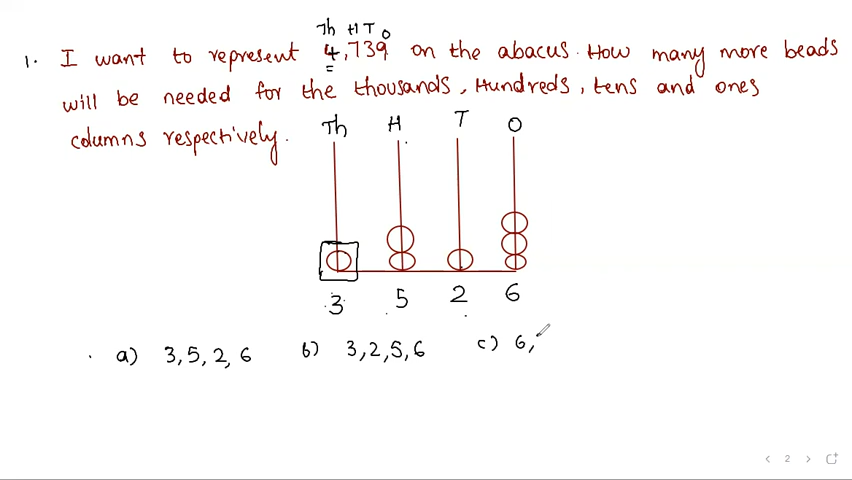 Th H T O
1. I want to represent 4,739 on the abacus. How many more beads
will be needed for the thousands, Hundreds, tens and ones
columns respectively.
Th H T O
3 5 2 6
a) 3,5,2,6 b) 3,2,5,6 c) 6,
2